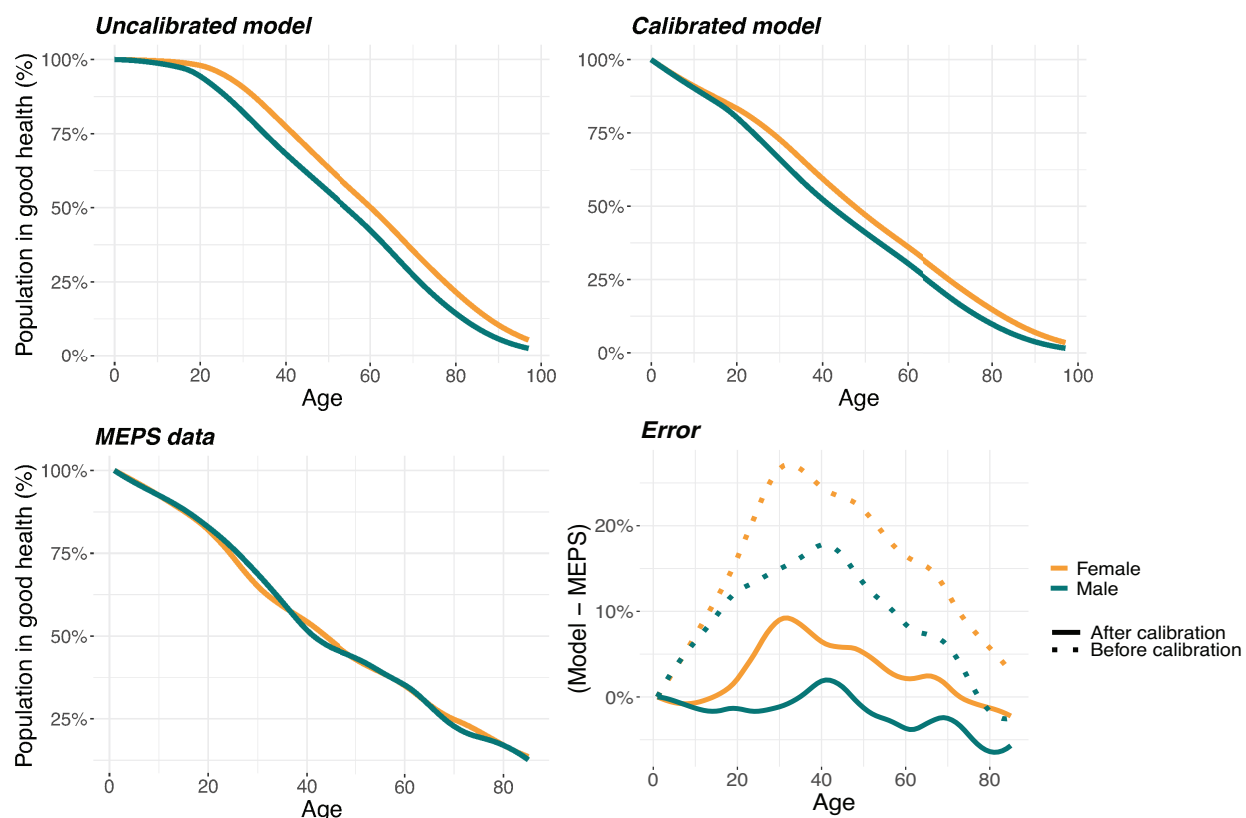 Uncalibrated model
Population in good health (%)
100%
75%
50%
25%
0%
0 20 40 60 80 100
Age
Calibrated model
100%
75%
50%
25%
0%
0 20 40 60 80 100
Age
MEPS data
Population in good health (%)
100%
75%
50%
25%
0 20 40 60 80
Age
Error
(Model − MEPS)
20%
10%
0%
0 20 40 60 80
Age
Female
Male
After calibration
Before calibration